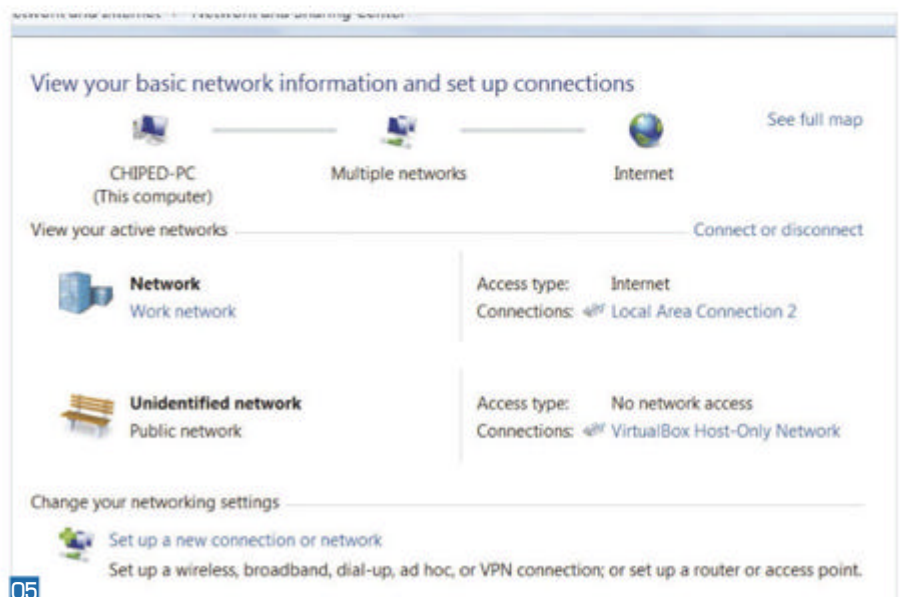 View your basic network information and set up connections
See full map
CHIPED-PC
(This computer)
Multiple networks
Internet
View your active networks
Connect or disconnect
Network
Work network
Access type: Internet
Connections: Local Area Connection 2
Unidentified network
Public network
Access type: No network access
Connections: VirtualBox Host-Only Network
Change your networking settings
Set up a new connection or network
Set up a wireless, broadband, dial-up, ad hoc, or VPN connection; or set up a router or access point.
05